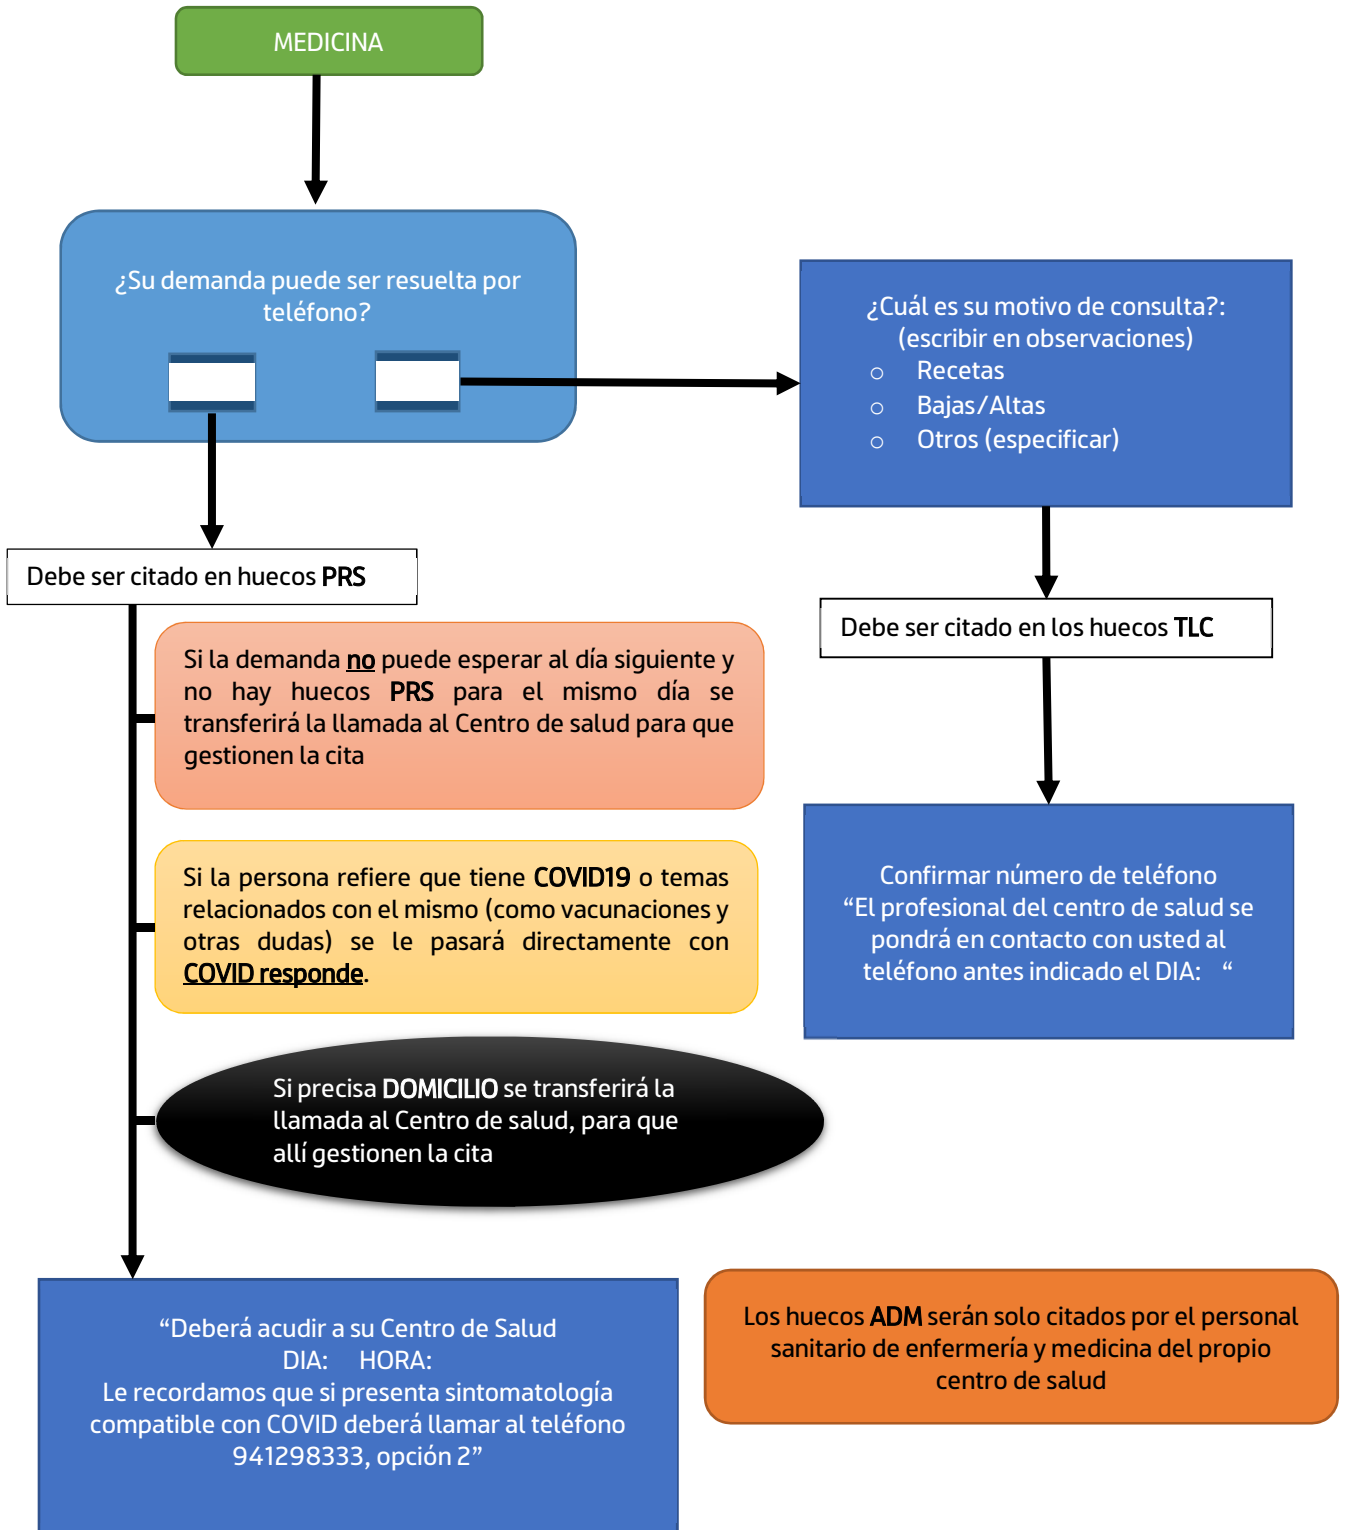 MEDICINA
¿Su demanda puede ser resuelta por
teléfono?
¿Cuál es su motivo de consulta?:
(escribir en observaciones)
○ Recetas
○ Bajas/Altas
○ Otros (especificar)
Debe ser citado en huecos PRS
Debe ser citado en los huecos TLC
Si la demanda no puede esperar al día siguiente y
no hay huecos PRS para el mismo día se
transferirá la llamada al Centro de salud para que
gestionen la cita
Si la persona refiere que tiene COVID19 o temas
relacionados con el mismo (como vacunaciones y
otras dudas) se le pasará directamente con
COVID responde.
Confirmar número de teléfono
“El profesional del centro de salud se
pondrá en contacto con usted al
teléfono antes indicado el DIA: “
Si precisa DOMICILIO se transferirá la
llamada al Centro de salud, para que
allí gestionen la cita
“Deberá acudir a su Centro de Salud
DIA: HORA:
Le recordamos que si presenta sintomatología
compatible con COVID deberá llamar al teléfono
941298333, opción 2”
Los huecos ADM serán solo citados por el personal
sanitario de enfermería y medicina del propio
centro de salud